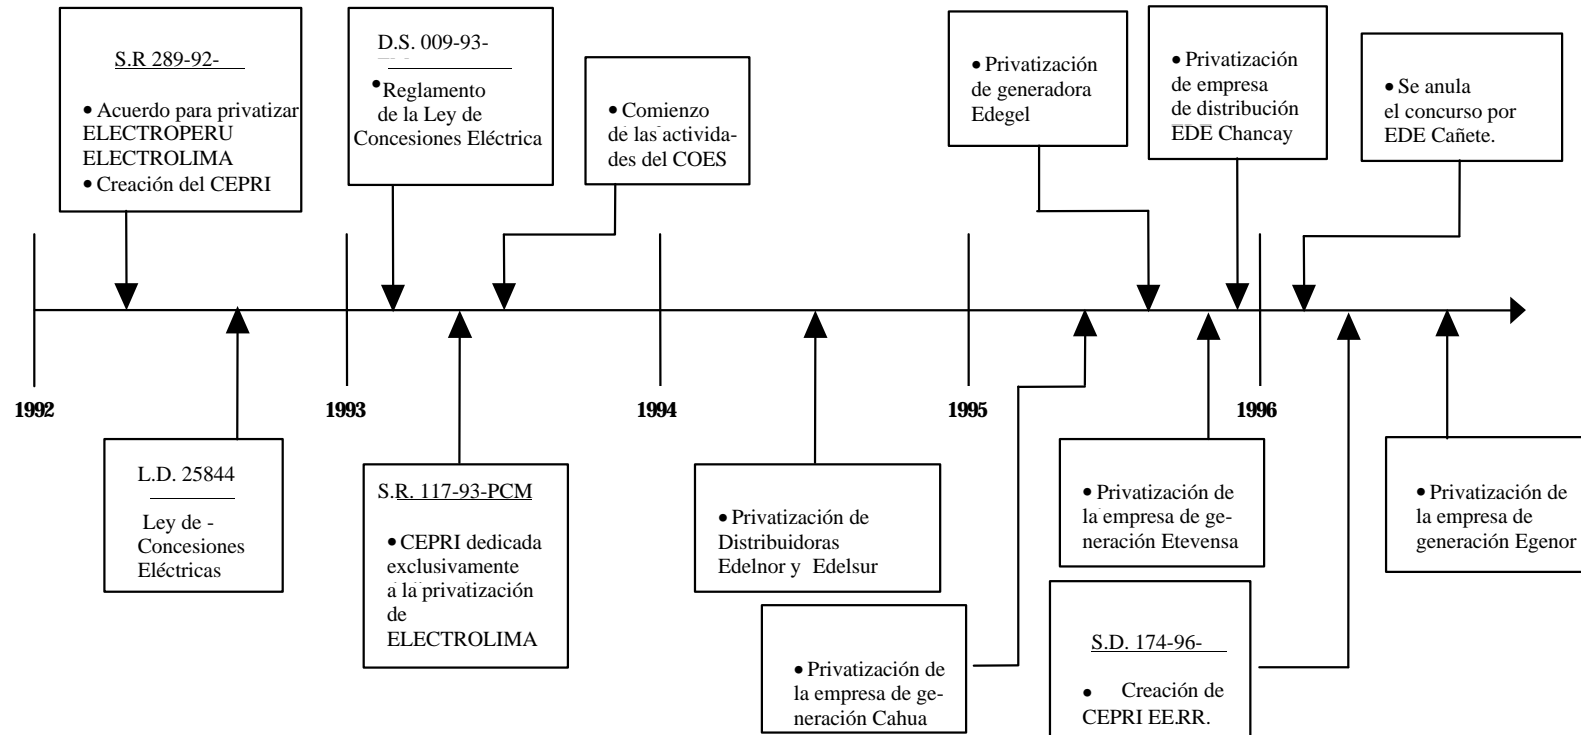 S.R 289-92-
• Acuerdo para privatizar
ELECTROPERU
ELECTROLIMA
• Creación del CEPRI
D.S. 009-93-
• Reglamento
de la Ley de
Concesiones Eléctrica
• Comienzo
de las activida-
des del COES
• Privatización
de generadora
Edegel
• Privatización
de empresa
de distribución
EDE Chancay
• Se anula
el concurso por
EDE Cañete.
1992
1993
1994
1995
1996
L.D. 25844
Ley de -
Concesiones
Eléctricas
S.R. 117-93-PCM
• CEPRI dedicada
exclusivamente
a la privatización
de
ELECTROLIMA
• Privatización de
Distribuidoras
Edelnor y Edelsur
• Privatización de
la empresa de ge-
neración Cahua
• Privatización de
la empresa de ge-
neración Etevensa
S.D. 174-96-
• Creación de
CEPRI EE.RR.
• Privatización de
la empresa de
generación Egenor